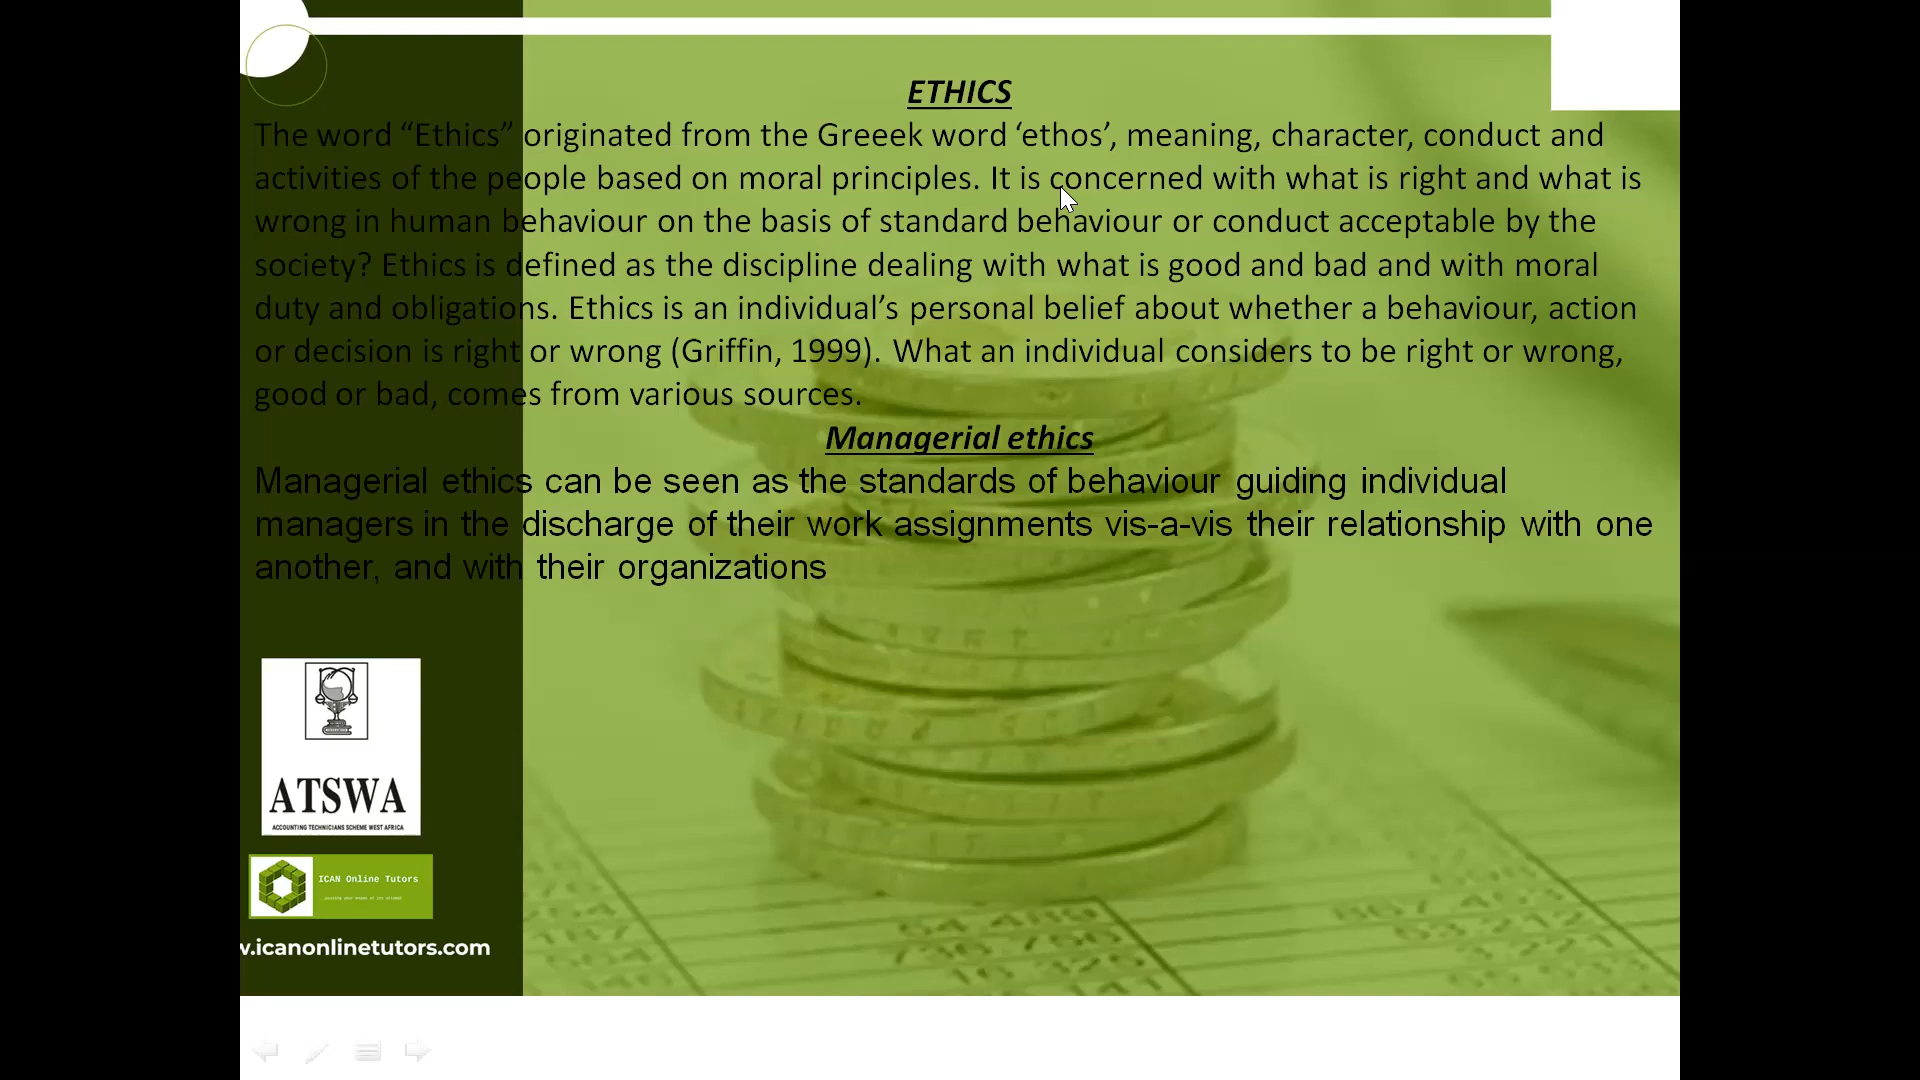 ETHICS
The word “Ethics” originated from the Greeek word ‘ethos’, meaning, character, conduct and
activities of the people based on moral principles. It is concerned with what is right and what is
wrong in human behaviour on the basis of standard behaviour or conduct acceptable by the
society? Ethics is defined as the discipline dealing with what is good and bad and with moral
duty and obligations. Ethics is an individual’s personal belief about whether a behaviour, action
or decision is right or wrong (Griffin, 1999). What an individual considers to be right or wrong,
good or bad, comes from various sources.
Managerial ethics
Managerial ethics can be seen as the standards of behaviour guiding individual
managers in the discharge of their work assignments vis-a-vis their relationship with one
another, and with their organizations
ATSWA
ACCOUNTING TECHNICIANS SCHEME WEST AFRICA
ICAN Online Tutors
.icanonlinetutors.com